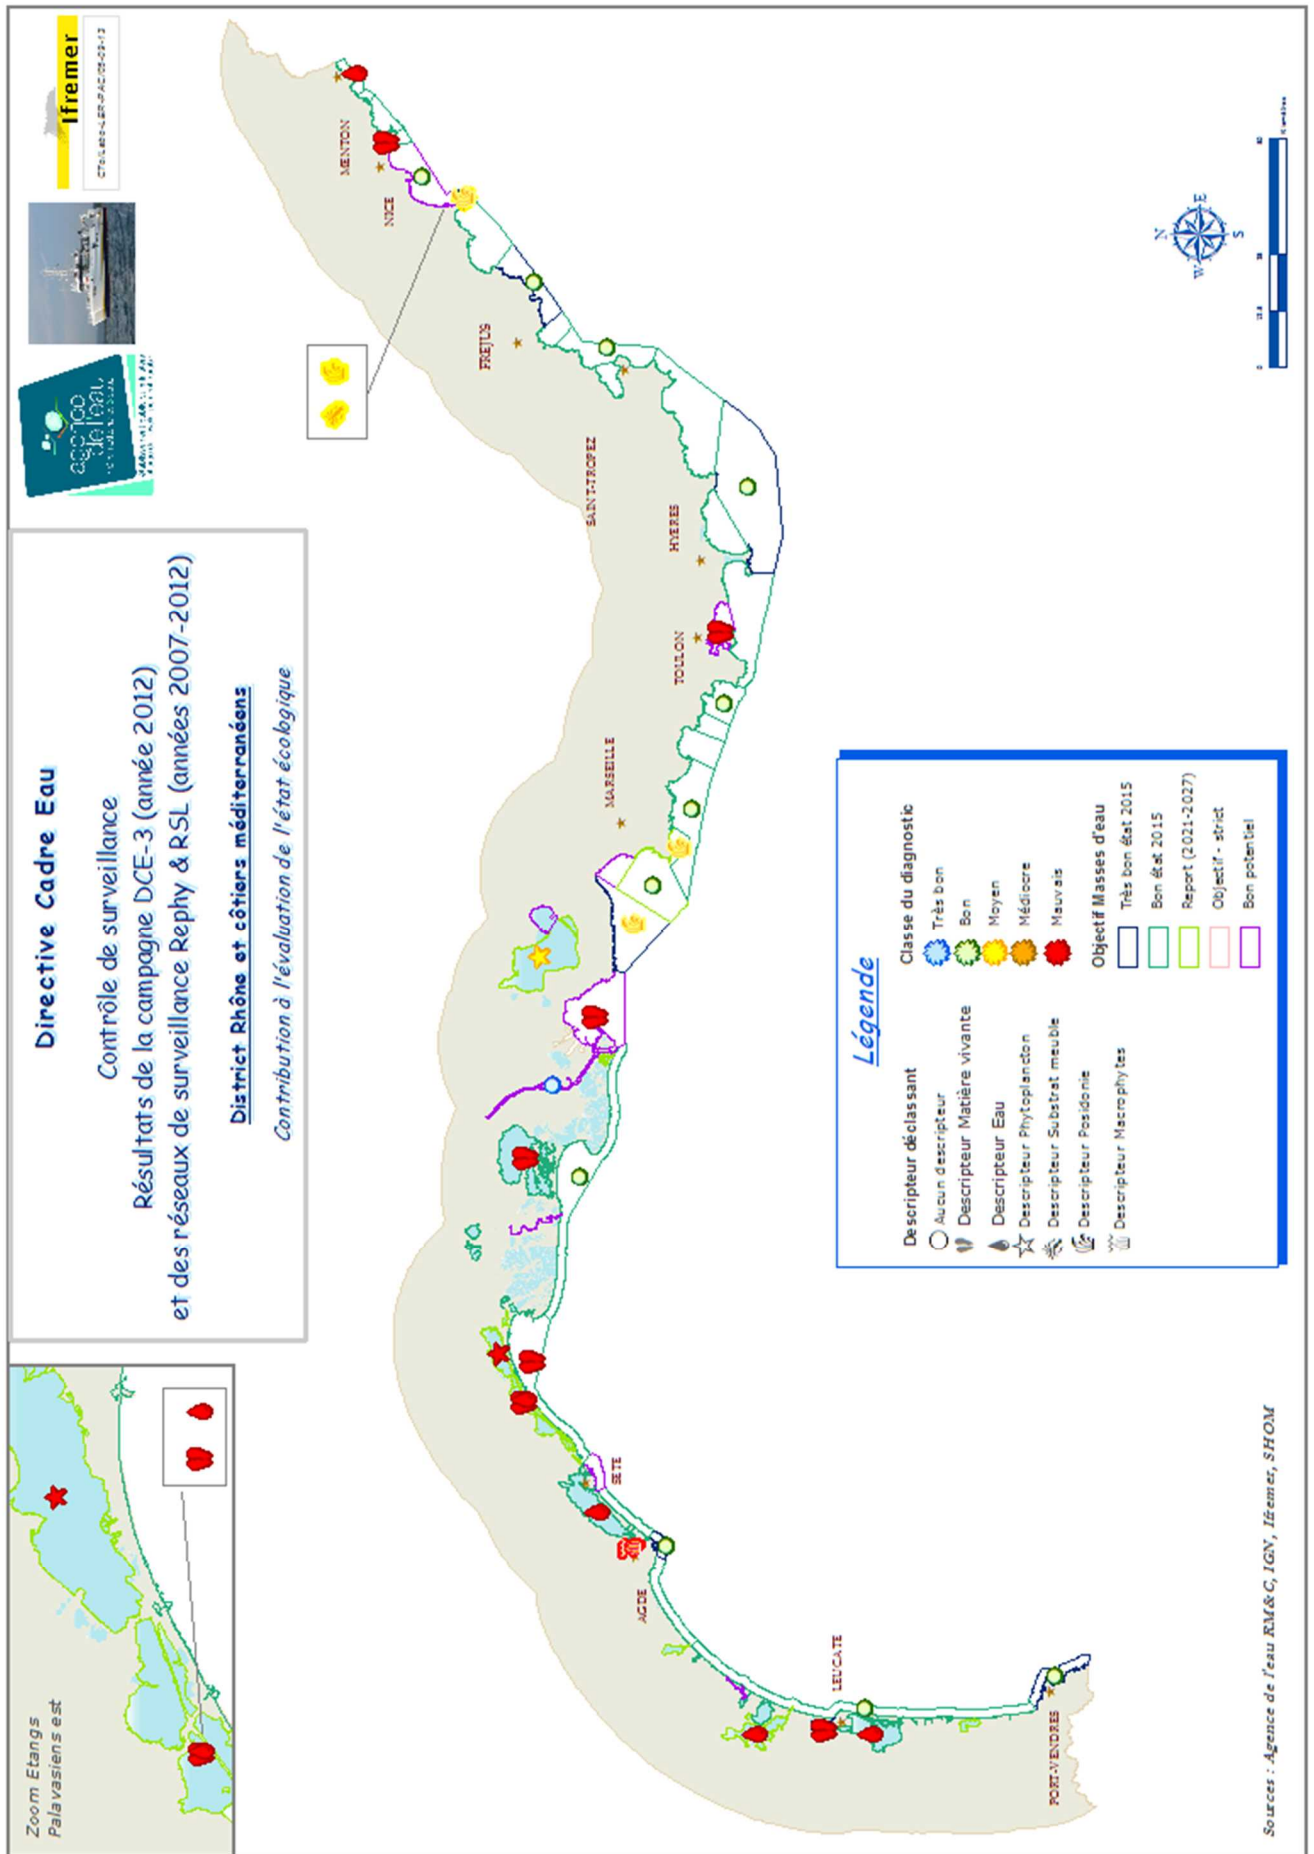 Zoom Etangs
Palavasiens est
Directive Cadre Eau
Contrôle de surveillance
Résultats de la campagne DCE-3 (année 2012)
et des réseaux de surveillance Rephy & RSL (années 2007-2012)
District Rhône et côtiers méditerranéens
Contribution à l'évaluation de l'état écologique
agence
de l'eau
Ifremer
MENTON
NICE
FREJUS
SAINT-TROPEZ
HYERES
TOULON
MARSEILLE
SETE
AGDE
LEUCATE
PORT-VENDRES
Légende
Descripteur déclassant
Aucun descripteur
Descripteur Matière vivante
Descripteur Eau
Descripteur Phytoplancton
Descripteur Substrat meuble
Descripteur Posidonie
Descripteur Macrophytes
Classe du diagnostic
Très bon
Bon
Moyen
Médiocre
Mauvais
Objectif Masses d'eau
Très bon état 2015
Bon état 2015
Report (2021-2027)
Objectif - strict
Bon potentiel
N
W
E
S
0
Sources : Agence de l'eau RM&C, IGN, Ifremer, SHOM